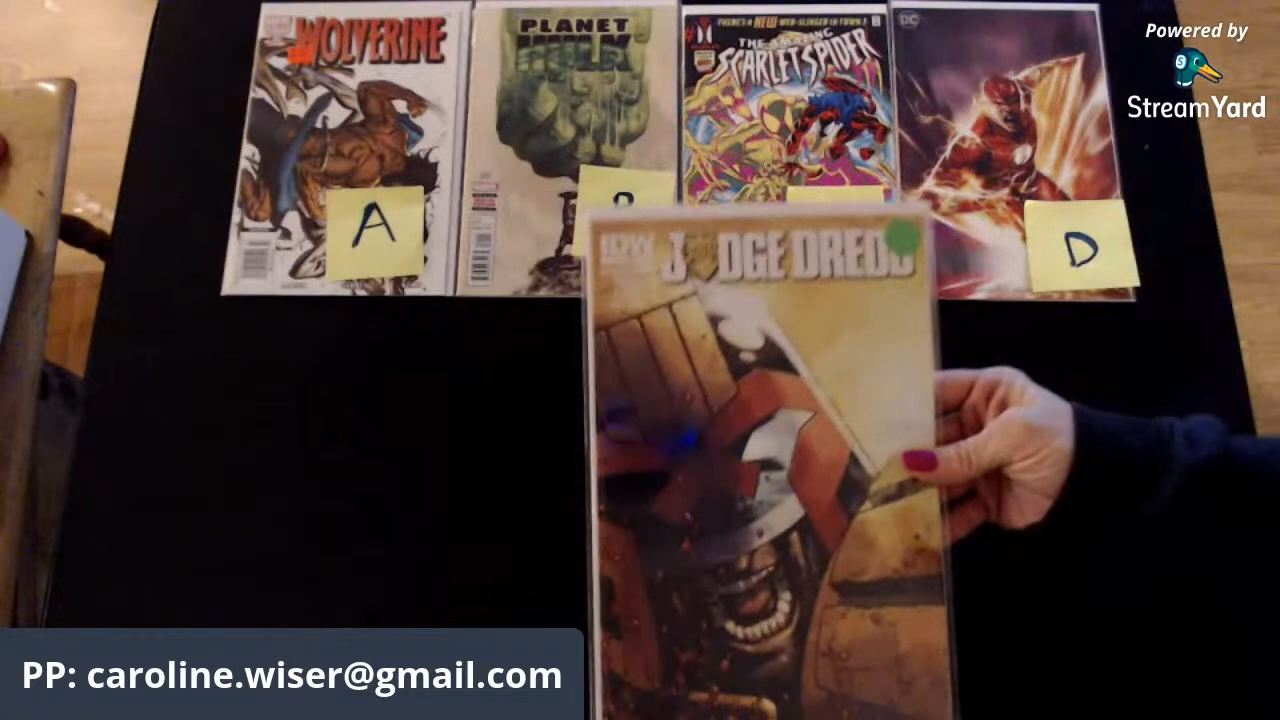 WOLVERINE
PLANET
HULK
THERE'S A NEW WEB-SLINGER IN TOWN!
#1
THE AMAZING
SCARLET SPIDER
DC
Powered by
StreamYard
A
D
IDW
JUDGE DREDD
PP: caroline.wiser@gmail.com